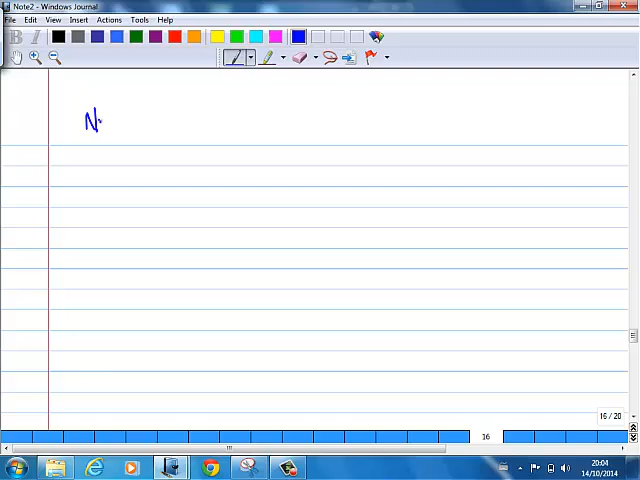 Note2 - Windows Journal
File Edit View Insert Actions Tools Help
B I
N
16 / 20
16
20:04
14/10/2014